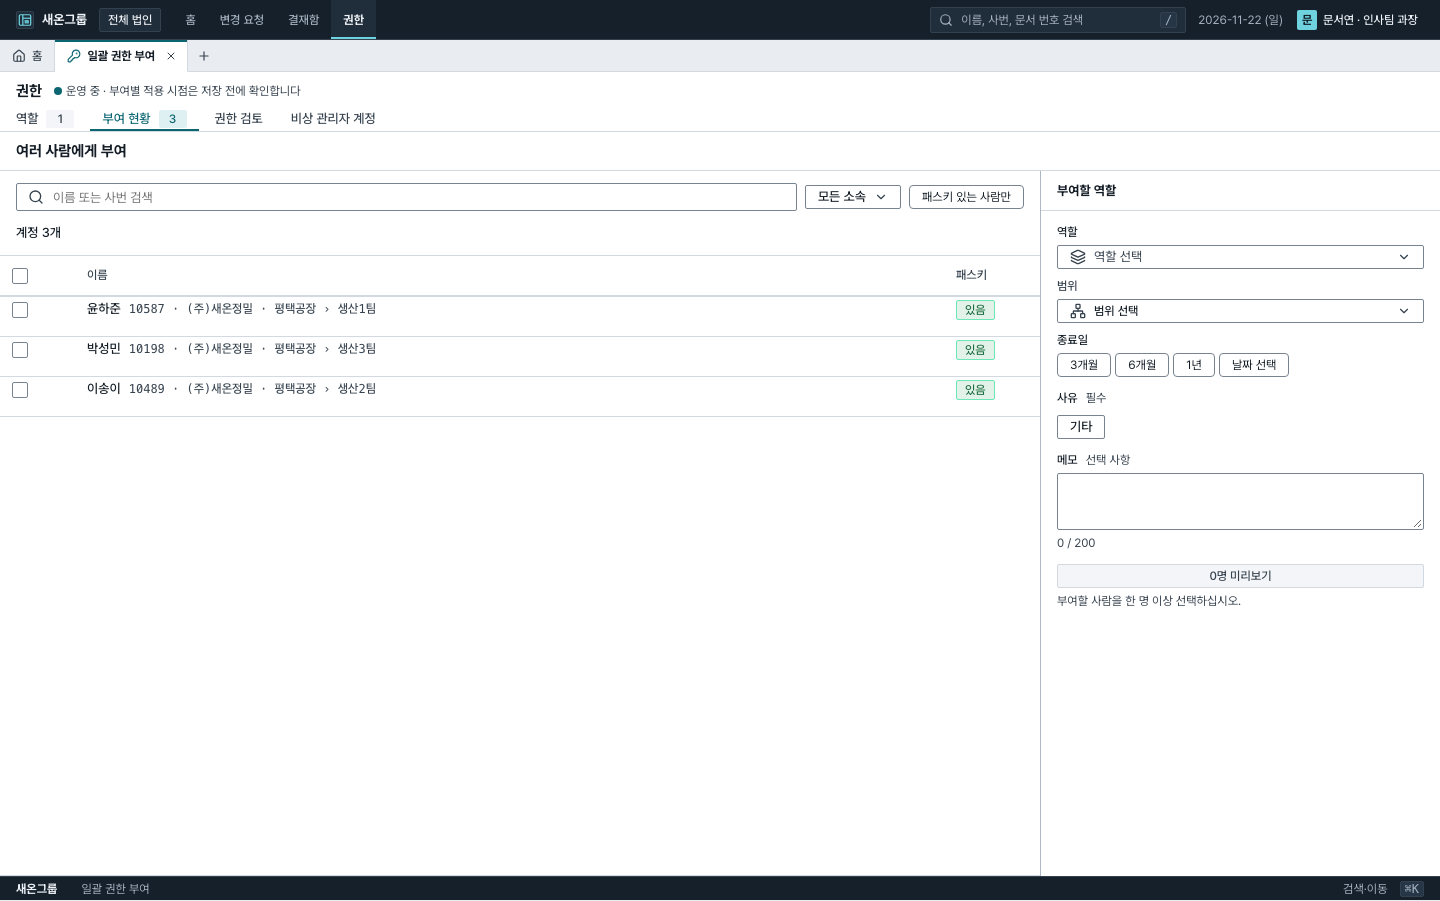 새온그룹 전체 법인 홈 변경 요청 결재함 권한 이름, 사번, 문서 번호 검색 / 2026-11-22 (일) 문 문서연 · 인사팀 과장
홈 일괄 권한 부여
권한 운영 중 · 부여별 적용 시점은 저장 전에 확인합니다
역할 1 부여 현황 3 권한 검토 비상 관리자 계정
여러 사람에게 부여
이름 또는 사번 검색 모든 소속 패스키 있는 사람만
계정 3개
이름 패스키
윤하준 10587 · (주)새온정밀 · 평택공장 › 생산1팀 있음
박성민 10198 · (주)새온정밀 · 평택공장 › 생산3팀 있음
이송이 10489 · (주)새온정밀 · 평택공장 › 생산2팀 있음
부여할 역할
역할
역할 선택
범위
범위 선택
종료일
3개월 6개월 1년 날짜 선택
사유 필수
기타
메모 선택 사항
0 / 200
0명 미리보기
부여할 사람을 한 명 이상 선택하십시오.
새온그룹 일괄 권한 부여 검색·이동 ⌘K